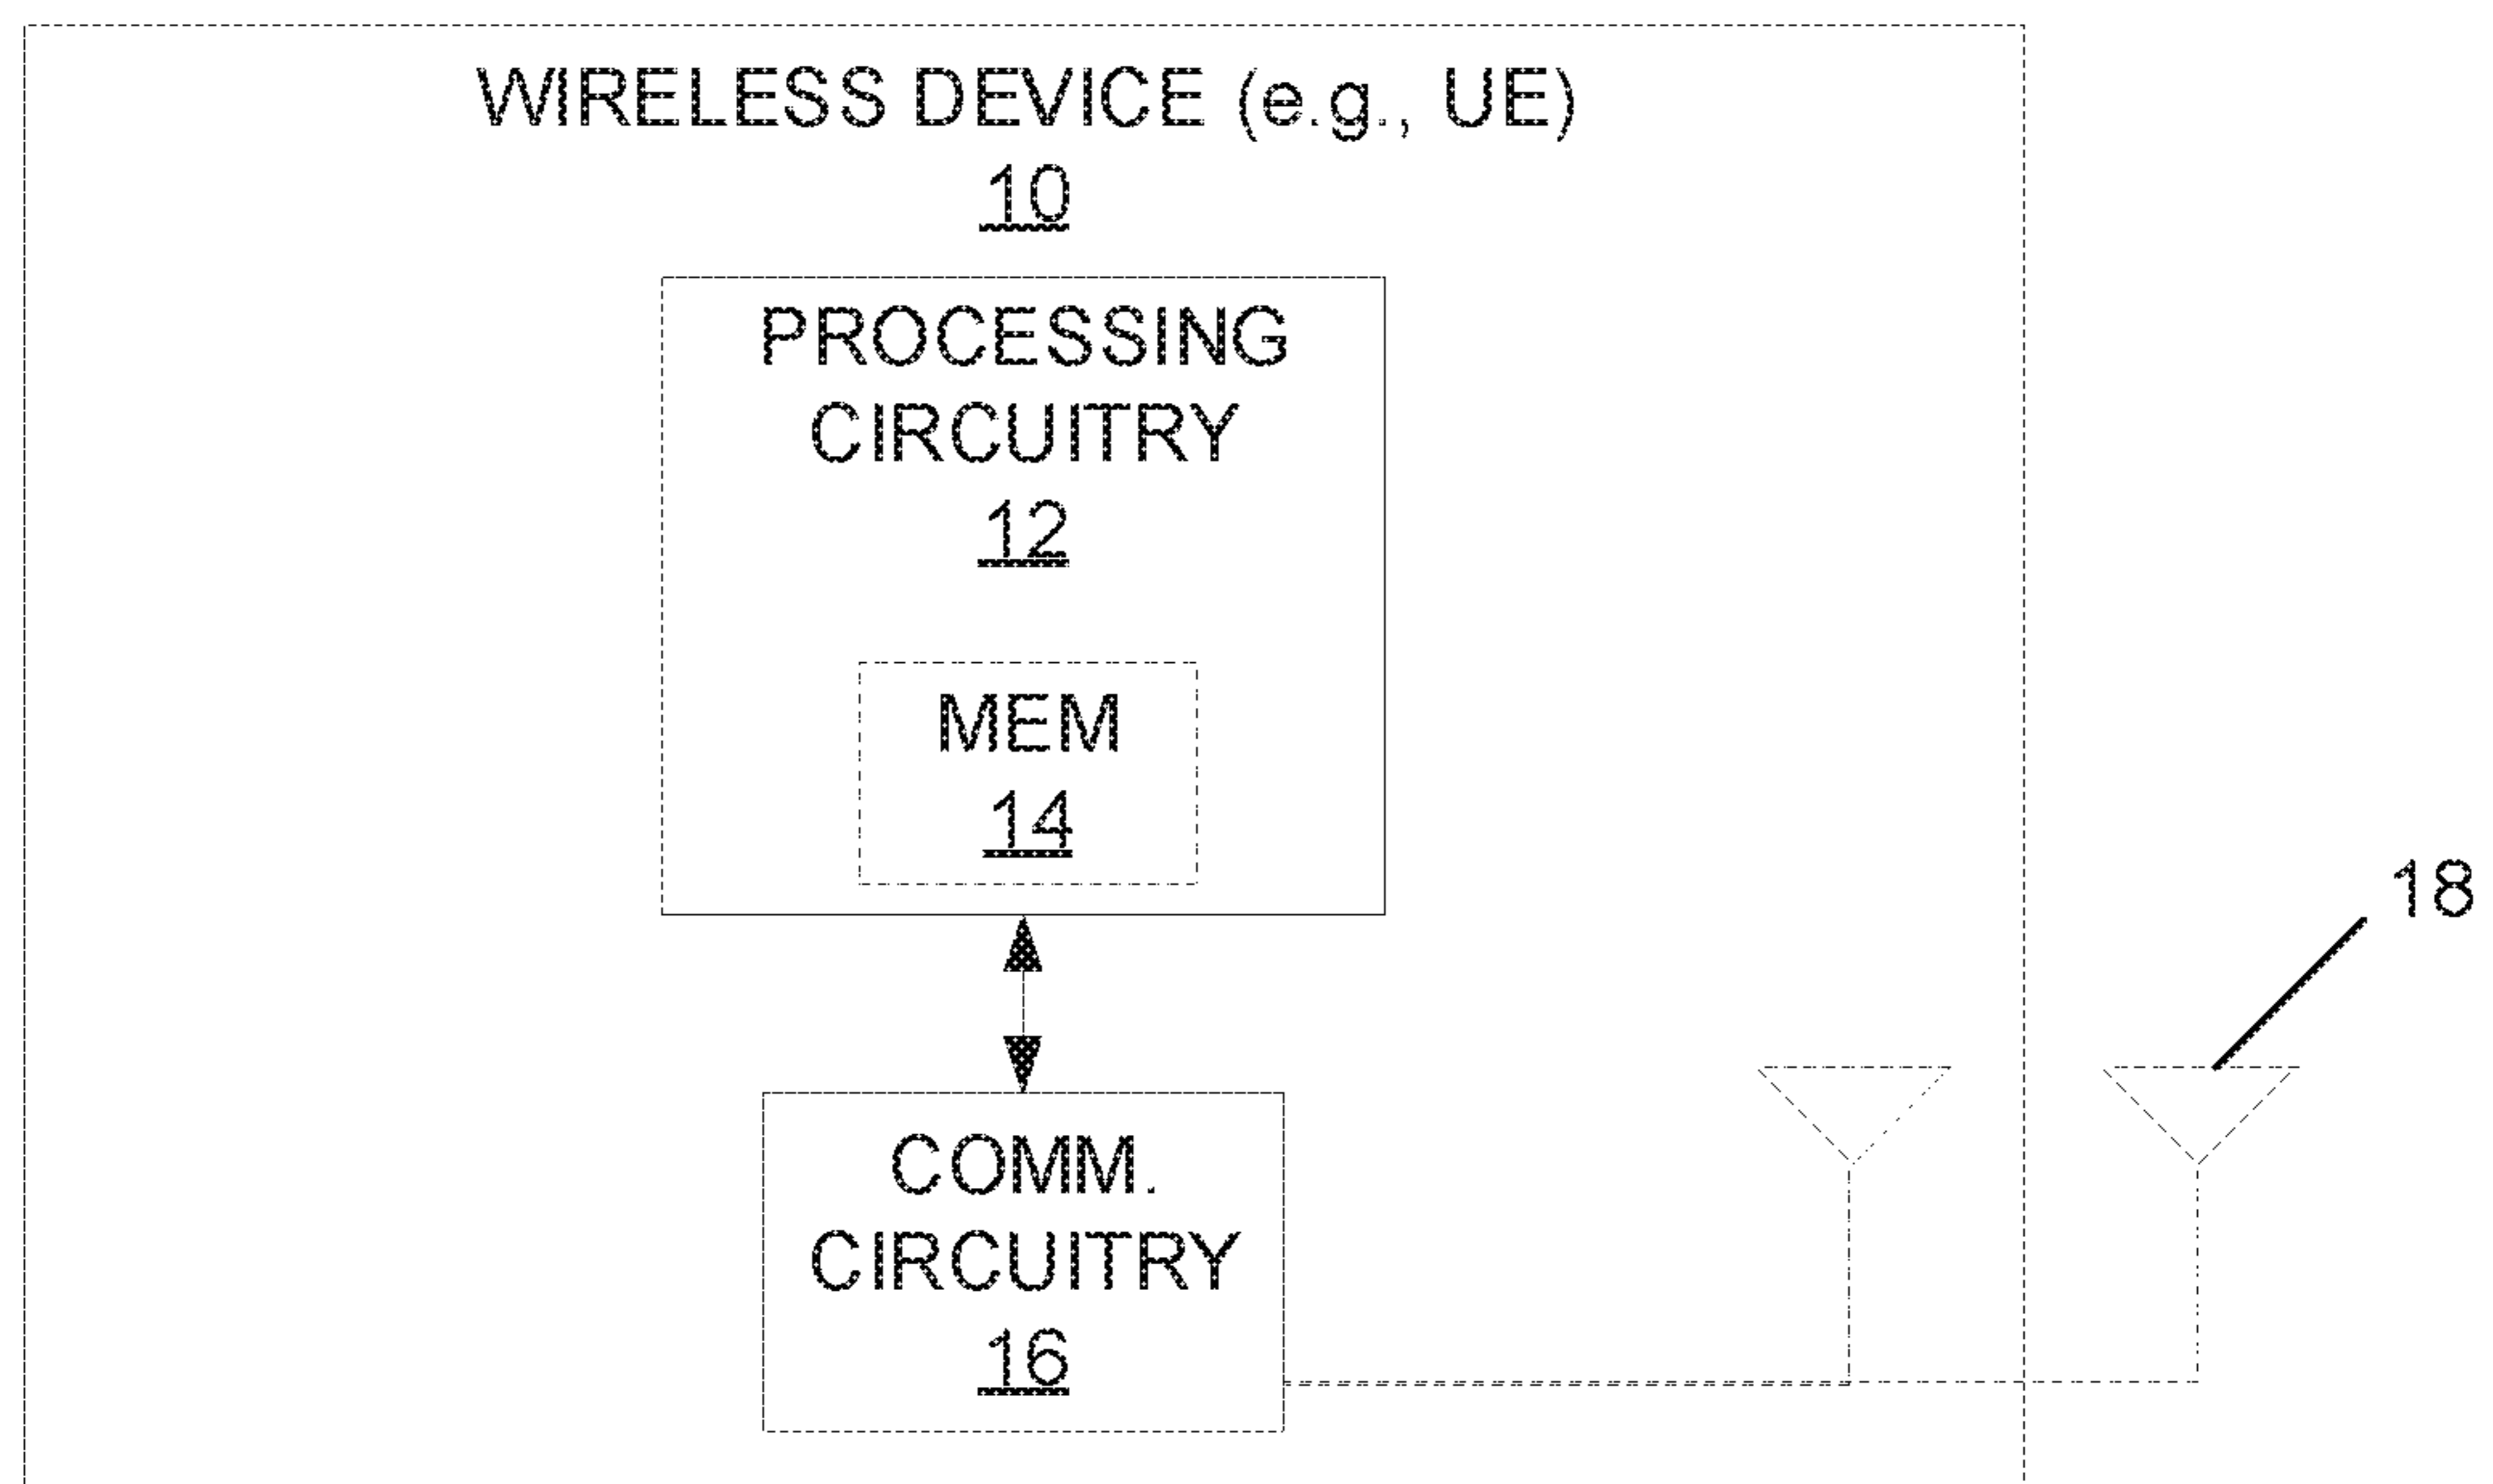 WIRELESS DEVICE (e.g., UE)
10
PROCESSING
CIRCUITRY
12
MEM
14
18
COMM.
CIRCUITRY
16